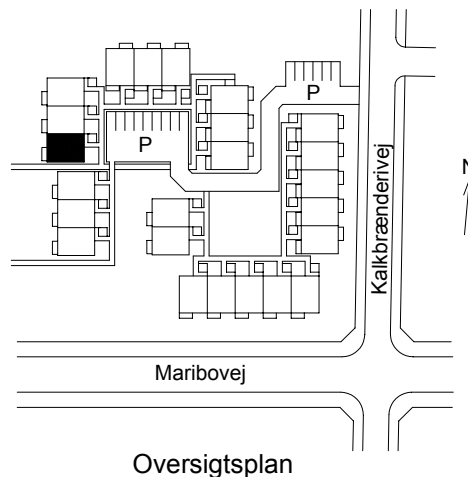 P
P
N
Kalkbrænderivej
Maribovej
Oversigtsplan